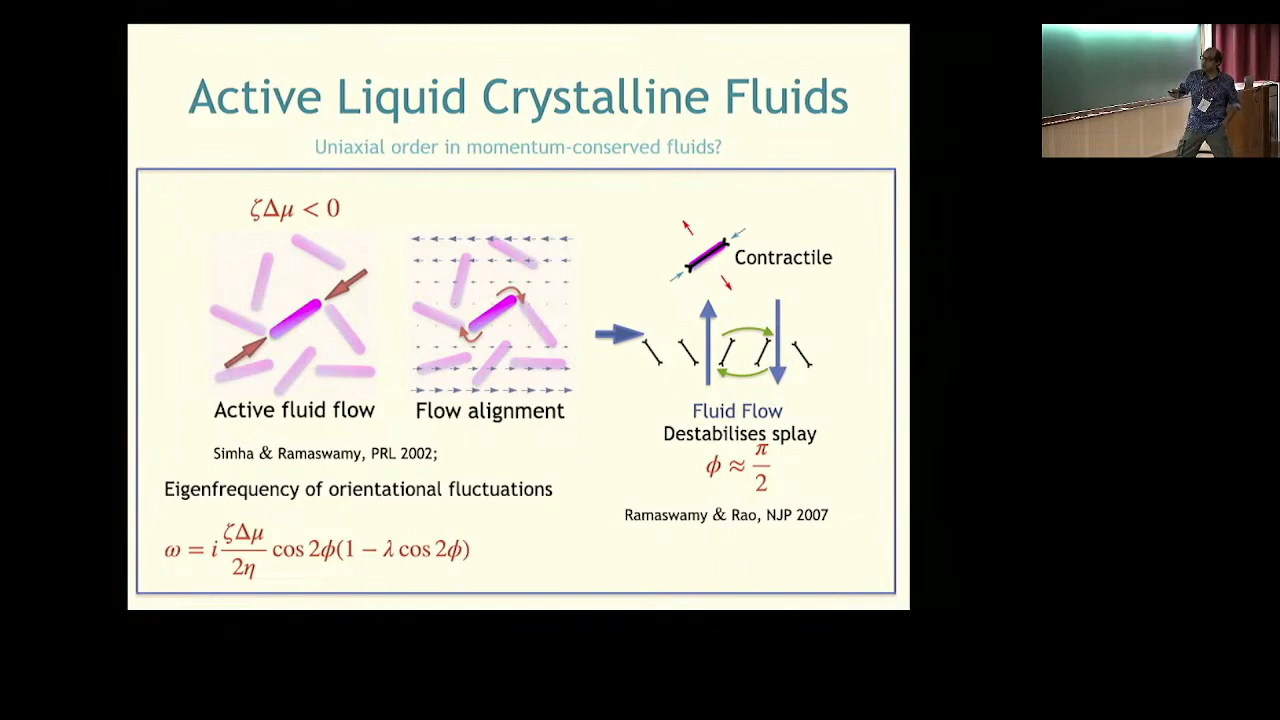 Active Liquid Crystalline Fluids
Uniaxial order in momentum-conserved fluids?
ζΔμ < 0
Contractile
Active fluid flow
Flow alignment
Fluid Flow
Destabilises splay
ϕ ≈ π/2
Simha & Ramaswamy, PRL 2002;
Eigenfrequency of orientational fluctuations
Ramaswamy & Rao, NJP 2007
ω = i ζΔμ/2η cos 2ϕ(1 − λ cos 2ϕ)